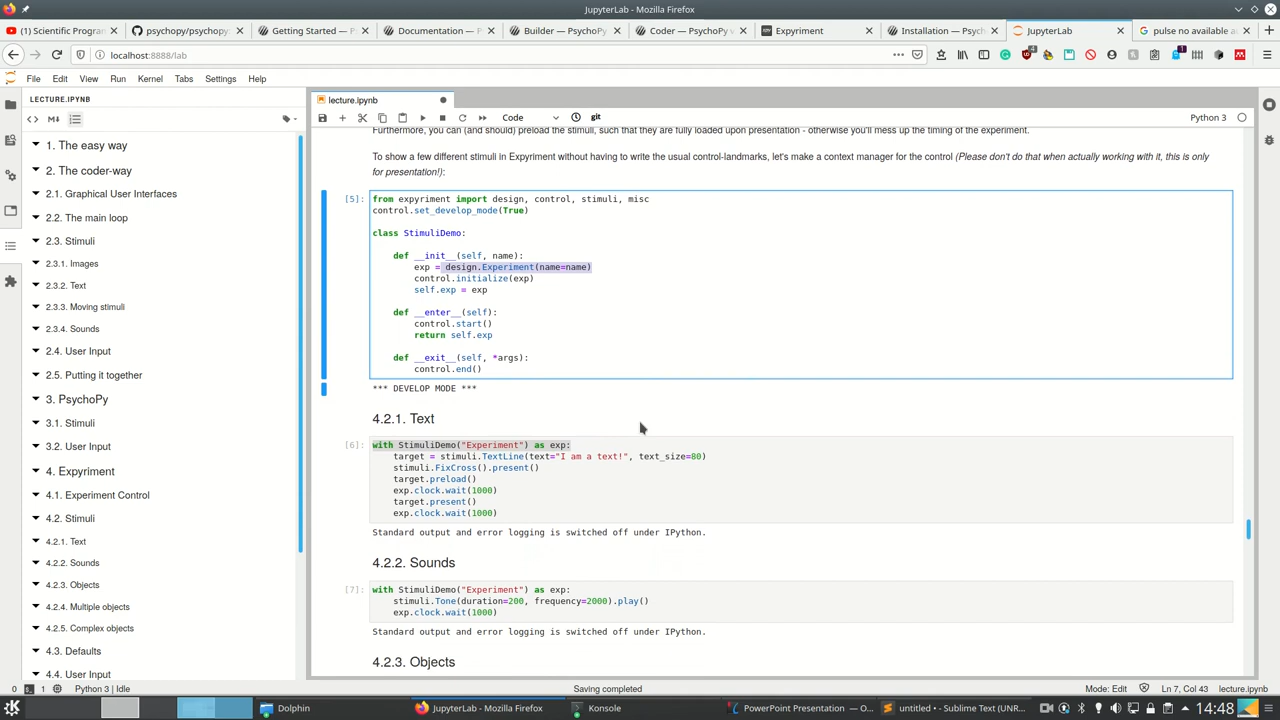 JupyterLab - Mozilla Firefox
(1) Scientific Progran
psychopy/psychopy:
Getting Started — P
Documentation — P
Builder — PsychoPy
Coder — PsychoPy v
Expyriment
Installation — Psych
JupyterLab
pulse no available a
localhost:8888/lab
File Edit View Run Kernel Tabs Settings Help
LECTURE.IPYNB
lecture.ipynb
Code
git
Python 3
1. The easy way
2. The coder-way
2.1. Graphical User Interfaces
2.2. The main loop
2.3. Stimuli
2.3.1. Images
2.3.2. Text
2.3.3. Moving stimuli
2.3.4. Sounds
2.4. User Input
2.5. Putting it together
3. PsychoPy
3.1. Stimuli
3.2. User Input
4. Expyriment
4.1. Experiment Control
4.2. Stimuli
4.2.1. Text
4.2.2. Sounds
4.2.3. Objects
4.2.4. Multiple objects
4.2.5. Complex objects
4.3. Defaults
4.4. User Input
Furthermore, you can (and should) preload the stimuli, such that they are fully loaded upon presentation - otherwise you'll mess up the timing of the experiment.
To show a few different stimuli in Expyriment without having to write the usual control-landmarks, let's make a context manager for the control (Please don't do that when actually working with it, this is only
for presentation!):
[5]: from expyriment import design, control, stimuli, misc
control.set_develop_mode(True)
class StimuliDemo:
def __init__(self, name):
exp = design.Experiment(name=name)
control.initialize(exp)
self.exp = exp
def __enter__(self):
control.start()
return self.exp
def __exit__(self, *args):
control.end()
*** DEVELOP MODE ***
4.2.1. Text
[6]: with StimuliDemo("Experiment") as exp:
target = stimuli.TextLine(text="I am a text!", text_size=80)
stimuli.FixCross().present()
target.preload()
exp.clock.wait(1000)
target.present()
exp.clock.wait(1000)
Standard output and error logging is switched off under IPython.
4.2.2. Sounds
[7]: with StimuliDemo("Experiment") as exp:
stimuli.Tone(duration=200, frequency=2000).play()
exp.clock.wait(1000)
Standard output and error logging is switched off under IPython.
4.2.3. Objects
0 1 Python 3 | Idle
Saving completed
Mode: Edit
Ln 7, Col 43 lecture.ipynb
Dolphin
JupyterLab - Mozilla Firefox
Konsole
PowerPoint Presentation — O...
untitled • - Sublime Text (UNR...
14:48